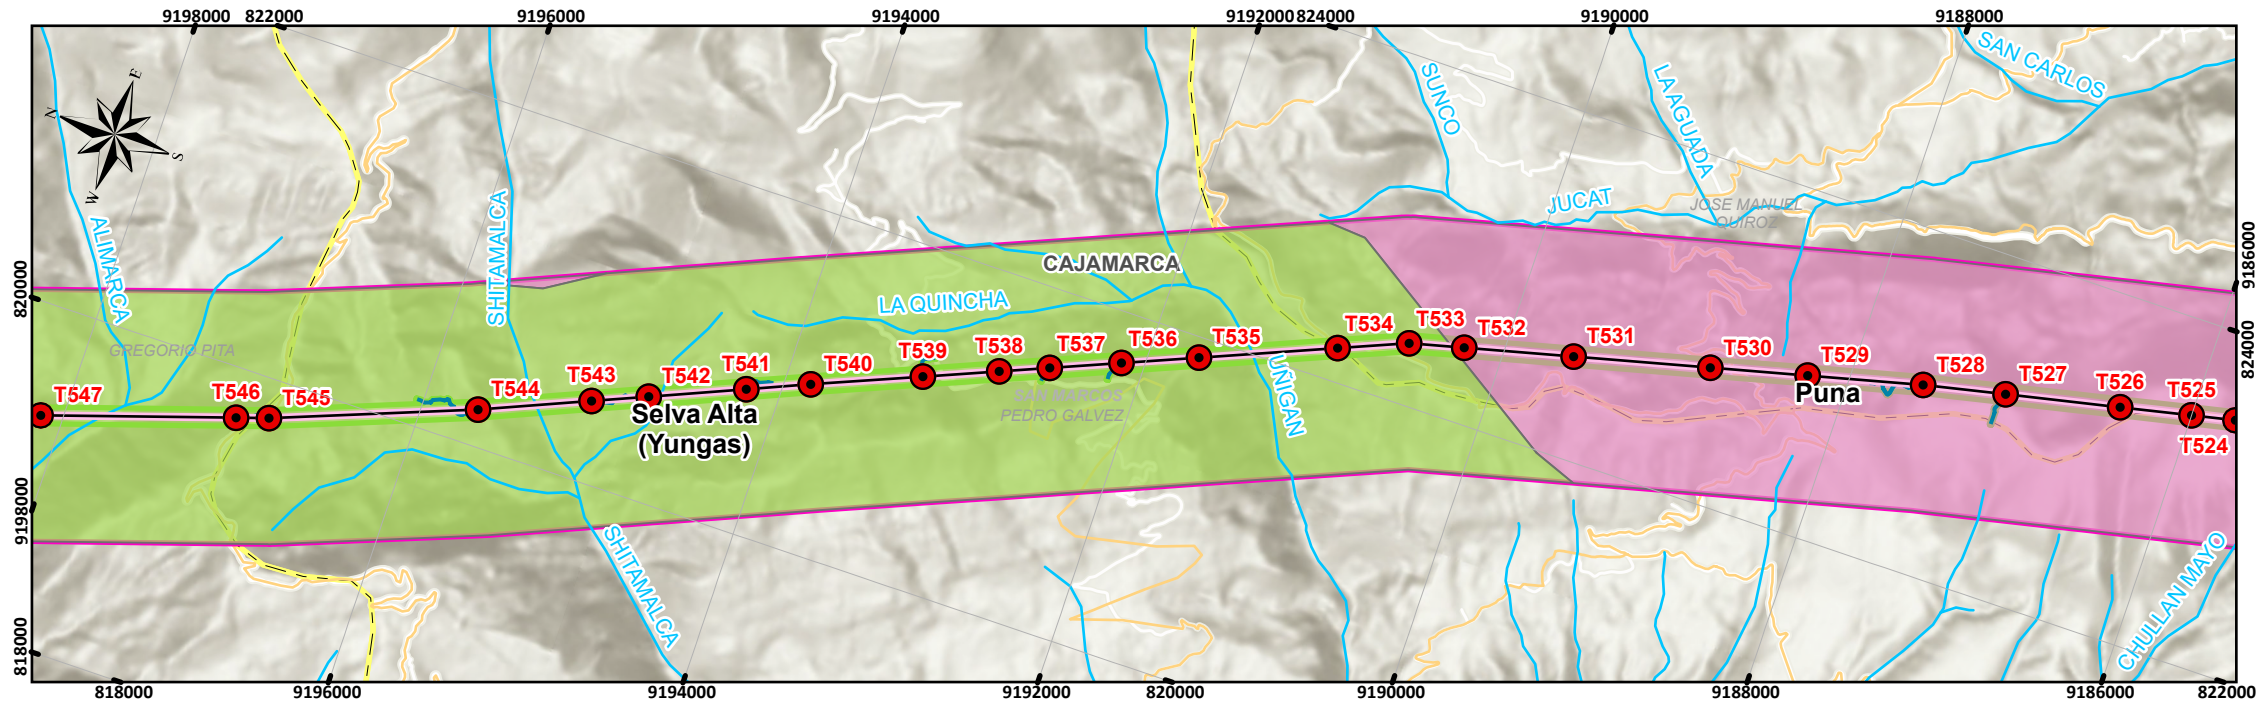 9198000 822000 9196000 9194000 9192000 824000 9190000 9188000
SAN CARLOS
E
N
S
W
SUNCO
LA AGUADA
ALIMARCA
SHITAMALCA
JUCAT
JOSE MANUEL
QUIROZ
CAJAMARCA
820000
9186000
LA QUINCHA
GREGORIO PITA
824000
T547 T546 T545 T544 T543 T542 T541 T540 T539 T538 T537 T536 T535 T534 T533 T532 T531 T530 T529 T528 T527 T526 T525
T524
UÑIGAN
SAN MARCOS
PEDRO GALVEZ
Selva Alta
(Yungas)
Puna
9198000
SHITAMALCA
CHULLAN MAYO
818000
818000 9196000 9194000 9192000 820000 9190000 9188000 9186000 822000